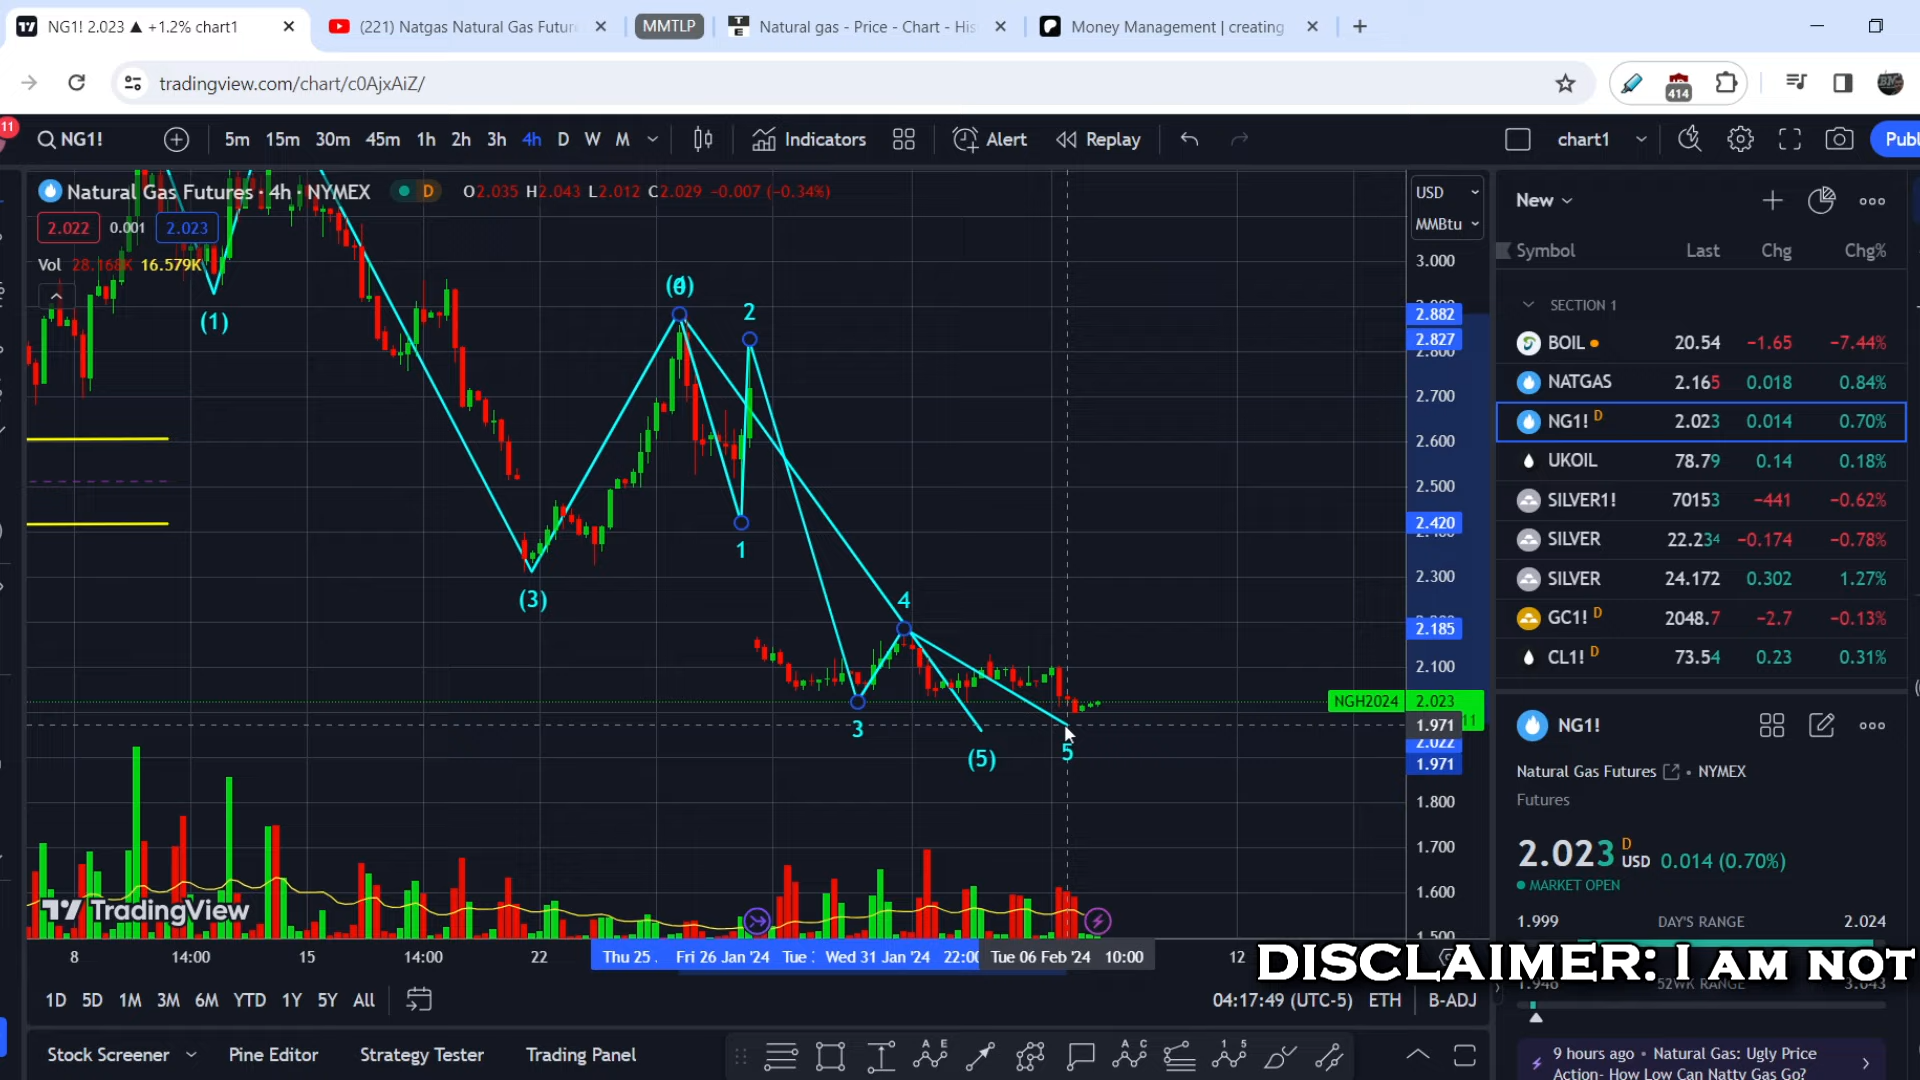 NG1! 2.023 ▲ +1.2% chart1
(221) Natgas Natural Gas Futur
MMTLP
Natural gas - Price - Chart - His
Money Management | creating
tradingview.com/chart/c0AjxAiZ/
414
11
NG1!
5m 15m 30m 45m 1h 2h 3h 4h D W M
Indicators
Alert
Replay
chart1
Publ
Natural Gas Futures · 4h · NYMEX
D
O2.035 H2.043 L2.012 C2.029 −0.007 (−0.34%)
2.022 0.001 2.023
Vol 28.168K 16.579K
USD
MMBtu
(1)
(3)
2
1
4
3
(5)
5
3.000
2.882
2.827
2.700
2.600
2.500
2.420
2.300
2.185
2.100
NGH2024 2.023
1.971
2.022
1.971
1.800
1.700
1.600
1.500
TradingView
8 14:00 15 14:00 22 Thu 25 Fri 26 Jan '24 Tue Wed 31 Jan '24 22:00 Tue 06 Feb '24 10:00 12
1D 5D 1M 3M 6M YTD 1Y 5Y All
04:17:49 (UTC-5) ETH B-ADJ
Stock Screener Pine Editor Strategy Tester Trading Panel
New
Symbol Last Chg Chg%
SECTION 1
BOIL 20.54 −1.65 −7.44%
NATGAS 2.165 0.018 0.84%
NG1! D 2.023 0.014 0.70%
UKOIL 78.79 0.14 0.18%
SILVER1! 70153 −441 −0.62%
SILVER 22.234 −0.174 −0.78%
SILVER 24.172 0.302 1.27%
GC1! D 2048.7 −2.7 −0.13%
CL1! D 73.54 0.23 0.31%
NG1!
Natural Gas Futures • NYMEX
Futures
2.023 D USD 0.014 (0.70%)
MARKET OPEN
1.999 DAY'S RANGE 2.024
DISCLAIMER: I AM NOT
52WK RANGE
9 hours ago • Natural Gas: Ugly Price
Action- How Low Can Natty Gas Go?